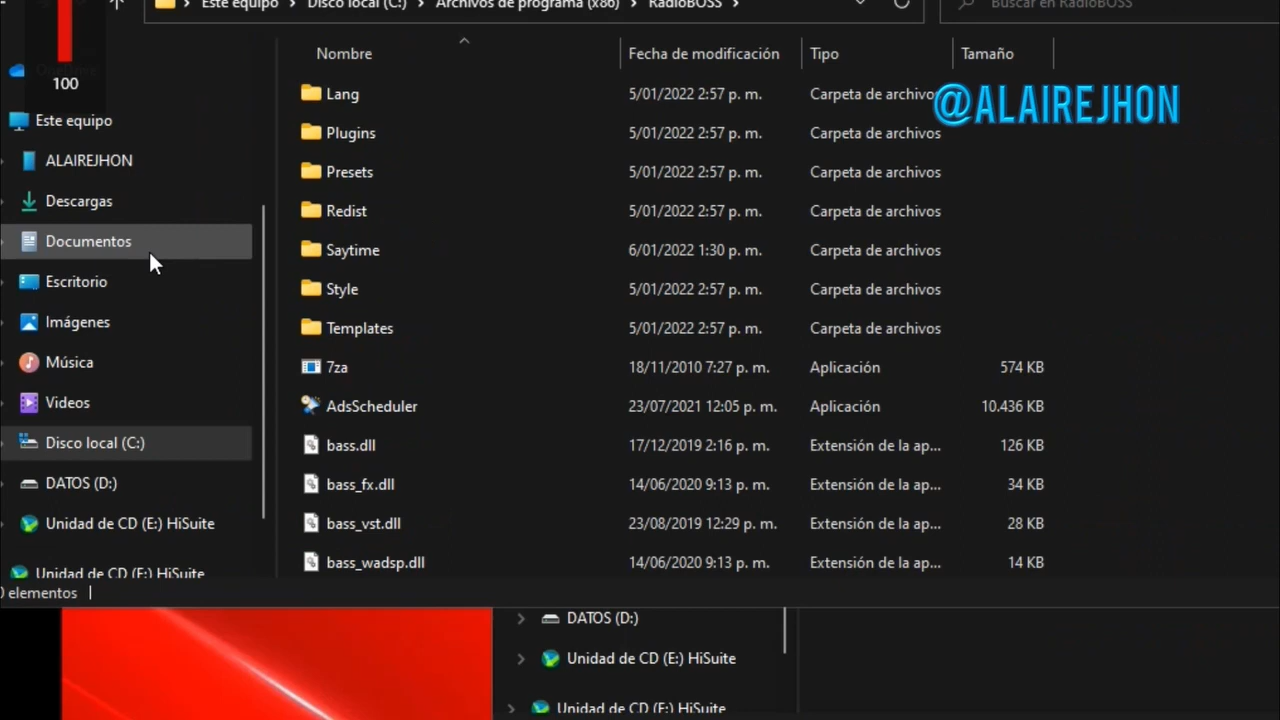 Este equipo > Disco local (C:) > Archivos de programa (x86) > RadioBOSS >
Buscar en RadioBOSS
100
Este equipo
ALAIREJHON
Descargas
Documentos
Escritorio
Imágenes
Música
Videos
Disco local (C:)
DATOS (D:)
Unidad de CD (E:) HiSuite
Unidad de CD (E:) HiSuite
elementos
Nombre Fecha de modificación Tipo Tamaño
@ALAIREJHON
Lang 5/01/2022 2:57 p. m. Carpeta de archivos
Plugins 5/01/2022 2:57 p. m. Carpeta de archivos
Presets 5/01/2022 2:57 p. m. Carpeta de archivos
Redist 5/01/2022 2:57 p. m. Carpeta de archivos
Saytime 6/01/2022 1:30 p. m. Carpeta de archivos
Style 5/01/2022 2:57 p. m. Carpeta de archivos
Templates 5/01/2022 2:57 p. m. Carpeta de archivos
7za 18/11/2010 7:27 p. m. Aplicación 574 KB
AdsScheduler 23/07/2021 12:05 p. m. Aplicación 10.436 KB
bass.dll 17/12/2019 2:16 p. m. Extensión de la ap... 126 KB
bass_fx.dll 14/06/2020 9:13 p. m. Extensión de la ap... 34 KB
bass_vst.dll 23/08/2019 12:29 p. m. Extensión de la ap... 28 KB
bass_wadsp.dll 14/06/2020 9:13 p. m. Extensión de la ap... 14 KB
DATOS (D:)
Unidad de CD (E:) HiSuite
Unidad de CD (E:) HiSuite